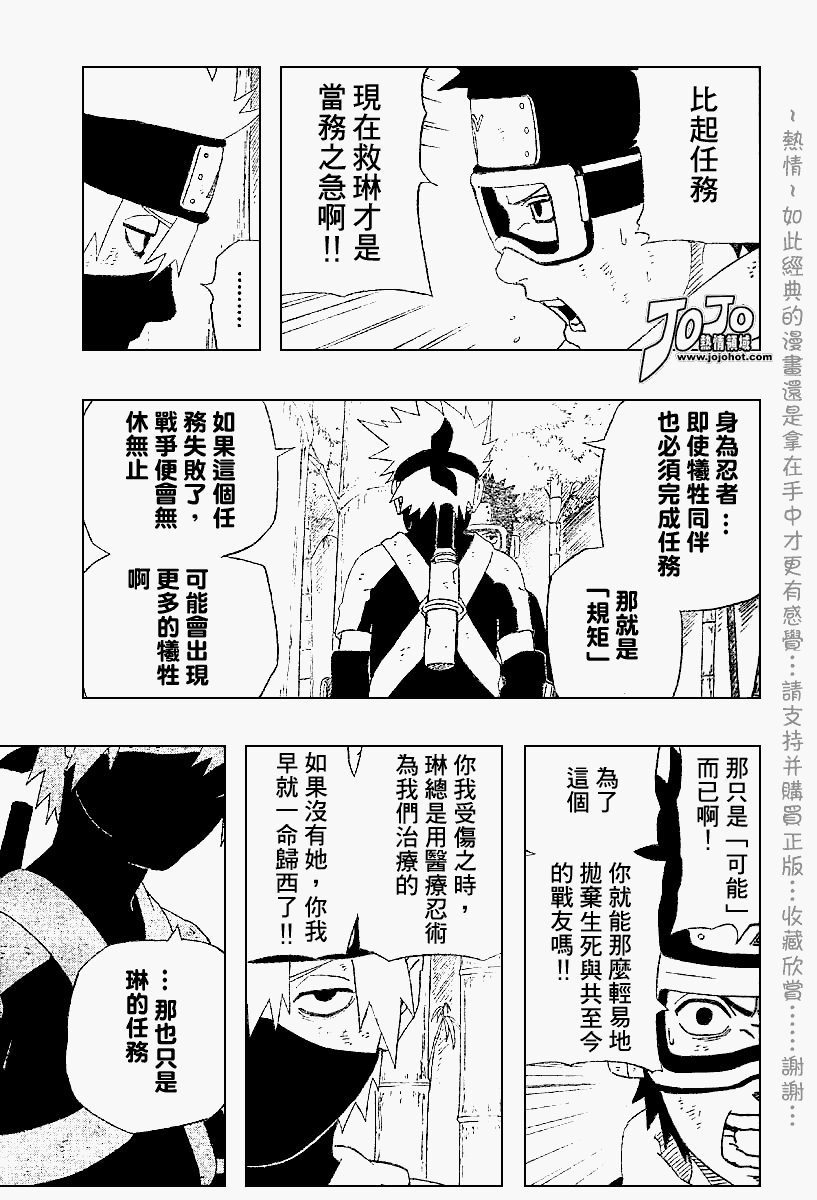 比起任務
現在救琳才是
當務之急啊!!
………
身為忍者…
即使犧牲同伴
也必須完成任務
那就是
「規矩」
如果這個任
務失敗了，
戰爭便會無
休無止
可能會出現
更多的犧牲
啊
那只是「可能」
而已啊！
為了
這個
你就能那麼輕易地
拋棄生死與共至今
的戰友嗎!!
你我受傷之時，
琳總是用醫療忍術
為我們治療的
如果沒有她，你我
早就一命歸西了!!
…那也只是
琳的任務
JOJO
熱情領域
www.jojohot.com
~熱情~如此經典的漫畫還是拿在手中才更有感覺…請支持并購買正版…收藏欣賞……謝謝…